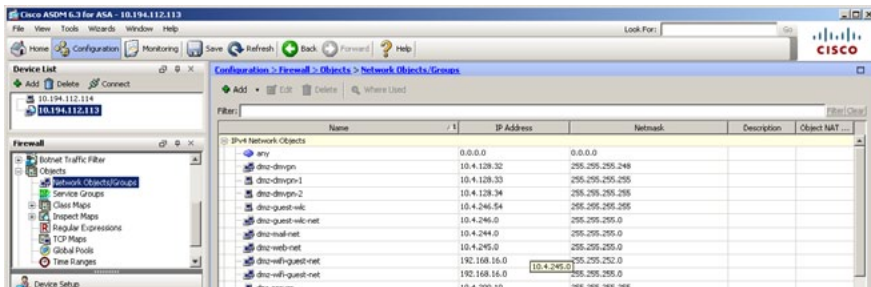 Cisco ASDM 6.3 for ASA - 10.194.112.113
File View Tools Wizards Window Help
Look For:
Go
Home Configuration Monitoring Save Refresh Back Forward Help
CISCO
Device List
Add Delete Connect
10.194.112.114
10.194.112.113
Firewall
Botnet Traffic Filter
Objects
Network Objects/Groups
Service Groups
Class Maps
Inspect Maps
Regular Expressions
TCP Maps
Global Pools
Time Ranges
Device Setup
Configuration > Firewall > Objects > Network Objects/Groups
Add Edit Delete Where Used
Filter:
Filter Clear
Name IP Address Netmask Description Object NAT ...
IPv4 Network Objects
any 0.0.0.0 0.0.0.0
dmz-dmvpn 10.4.128.32 255.255.255.248
dmz-dmvpn-1 10.4.128.33 255.255.255.255
dmz-dmvpn-2 10.4.128.34 255.255.255.255
dmz-guest-wlc 10.4.246.54 255.255.255.255
dmz-guest-wlc-net 10.4.246.0 255.255.255.0
dmz-mail-net 10.4.244.0 255.255.255.0
dmz-web-net 10.4.245.0 255.255.255.0
dmz-wifi-guest-net 192.168.16.0 255.255.252.0
10.4.245.0
dmz-wifi-guest-net 192.168.16.0 255.255.255.0